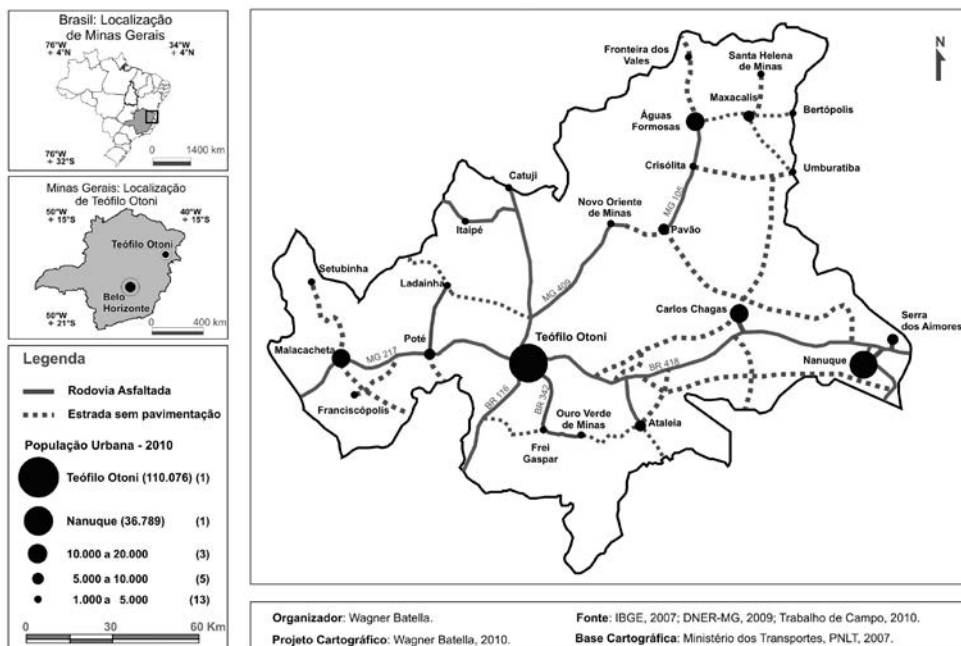 Brasil: Localização
de Minas Gerais
76°W
+ 4°N
34°W
+ 4°N
76°W
+ 32°S
0 1400 km
Minas Gerais: Localização
de Teófilo Otoni
50°W
+ 15°S
40°W
+ 15°S
Teófilo Otoni
Belo
Horizonte
50°W
+ 21°S
0 400 km
Legenda
Rodovia Asfaltada
Estrada sem pavimentação
População Urbana - 2010
Teófilo Otoni (110.076) (1)
Nanuque (36.789) (1)
10.000 a 20.000 (3)
5.000 a 10.000 (5)
1.000 a 5.000 (13)
0 30 60 Km
N
Fronteira dos
Vales
Santa Helena
de Minas
Maxacalis
Águas
Formosas
Bertópolis
Crisólita
Umburatiba
Catuji
MG 105
Novo Oriente
de Minas
Itaipé
Pavão
Setubinha
Ladainha
MG 409
Carlos Chagas
Serra
dos Aimores
Teófilo Otoni
Poté
Malacacheta
MG 217
BR 418
Nanuque
Franciscópolis
BR 116
BR 342
Ouro Verde
de Minas
Ataleia
Frei
Gaspar
Organizador: Wagner Batella.
Fonte: IBGE, 2007; DNER-MG, 2009; Trabalho de Campo, 2010.
Projeto Cartográfico: Wagner Batella, 2010.
Base Cartográfica: Ministério dos Transportes, PNLT, 2007.